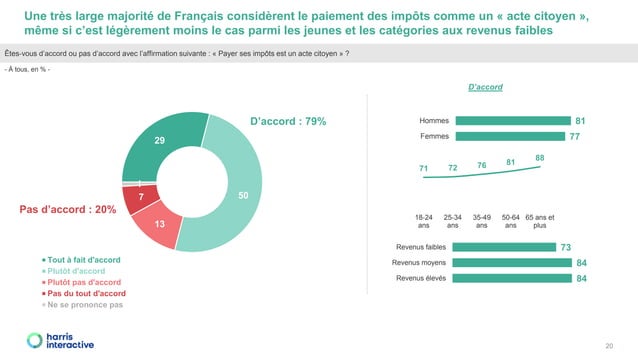 Une très large majorité de Français considèrent le paiement des impôts comme un « acte citoyen »,
même si c'est légèrement moins le cas parmi les jeunes et les catégories aux revenus faibles
Êtes-vous d'accord ou pas d'accord avec l'affirmation suivante : « Payer ses impôts est un acte citoyen » ?
- À tous, en % -
D'accord : 79%
29
50
7
13
Pas d'accord : 20%
Tout à fait d'accord
Plutôt d'accord
Plutôt pas d'accord
Pas du tout d'accord
Ne se prononce pas
D'accord
Hommes 81
Femmes 77
71 72 76 81 88
18-24 ans
25-34 ans
35-49 ans
50-64 ans
65 ans et plus
Revenus faibles 73
Revenus moyens 84
Revenus élevés 84
harris
interactive
20